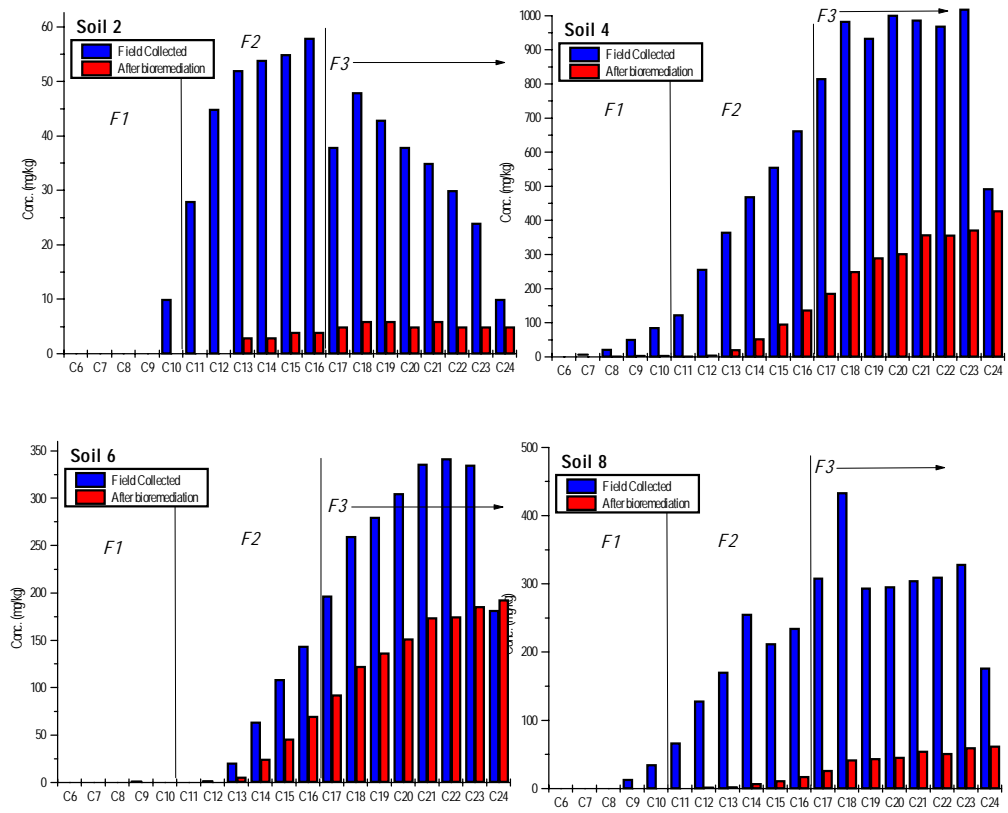 Soil 2
Field Collected
After bioremediation
F1
F2
F3
Conc. (mg/kg)
60
50
40
30
20
10
0
C6 C7 C8 C9 C10 C11 C12 C13 C14 C15 C16 C17 C18 C19 C20 C21 C22 C23 C24
Soil 4
Field Collected
After bioremediation
F1
F2
F3
Conc. (mg/kg)
1000
900
800
700
600
500
400
300
200
100
0
C6 C7 C8 C9 C10 C11 C12 C13 C14 C15 C16 C17 C18 C19 C20 C21 C22 C23 C24
Soil 6
Field Collected
After bioremediation
F1
F2
F3
Conc. (mg/kg)
350
300
250
200
150
100
50
0
C6 C7 C8 C9 C10 C11 C12 C13 C14 C15 C16 C17 C18 C19 C20 C21 C22 C23 C24
Soil 8
Field Collected
After bioremediation
F1
F2
F3
Conc. (mg/kg)
500
400
300
200
100
0
C6 C7 C8 C9 C10 C11 C12 C13 C14 C15 C16 C17 C18 C19 C20 C21 C22 C23 C24